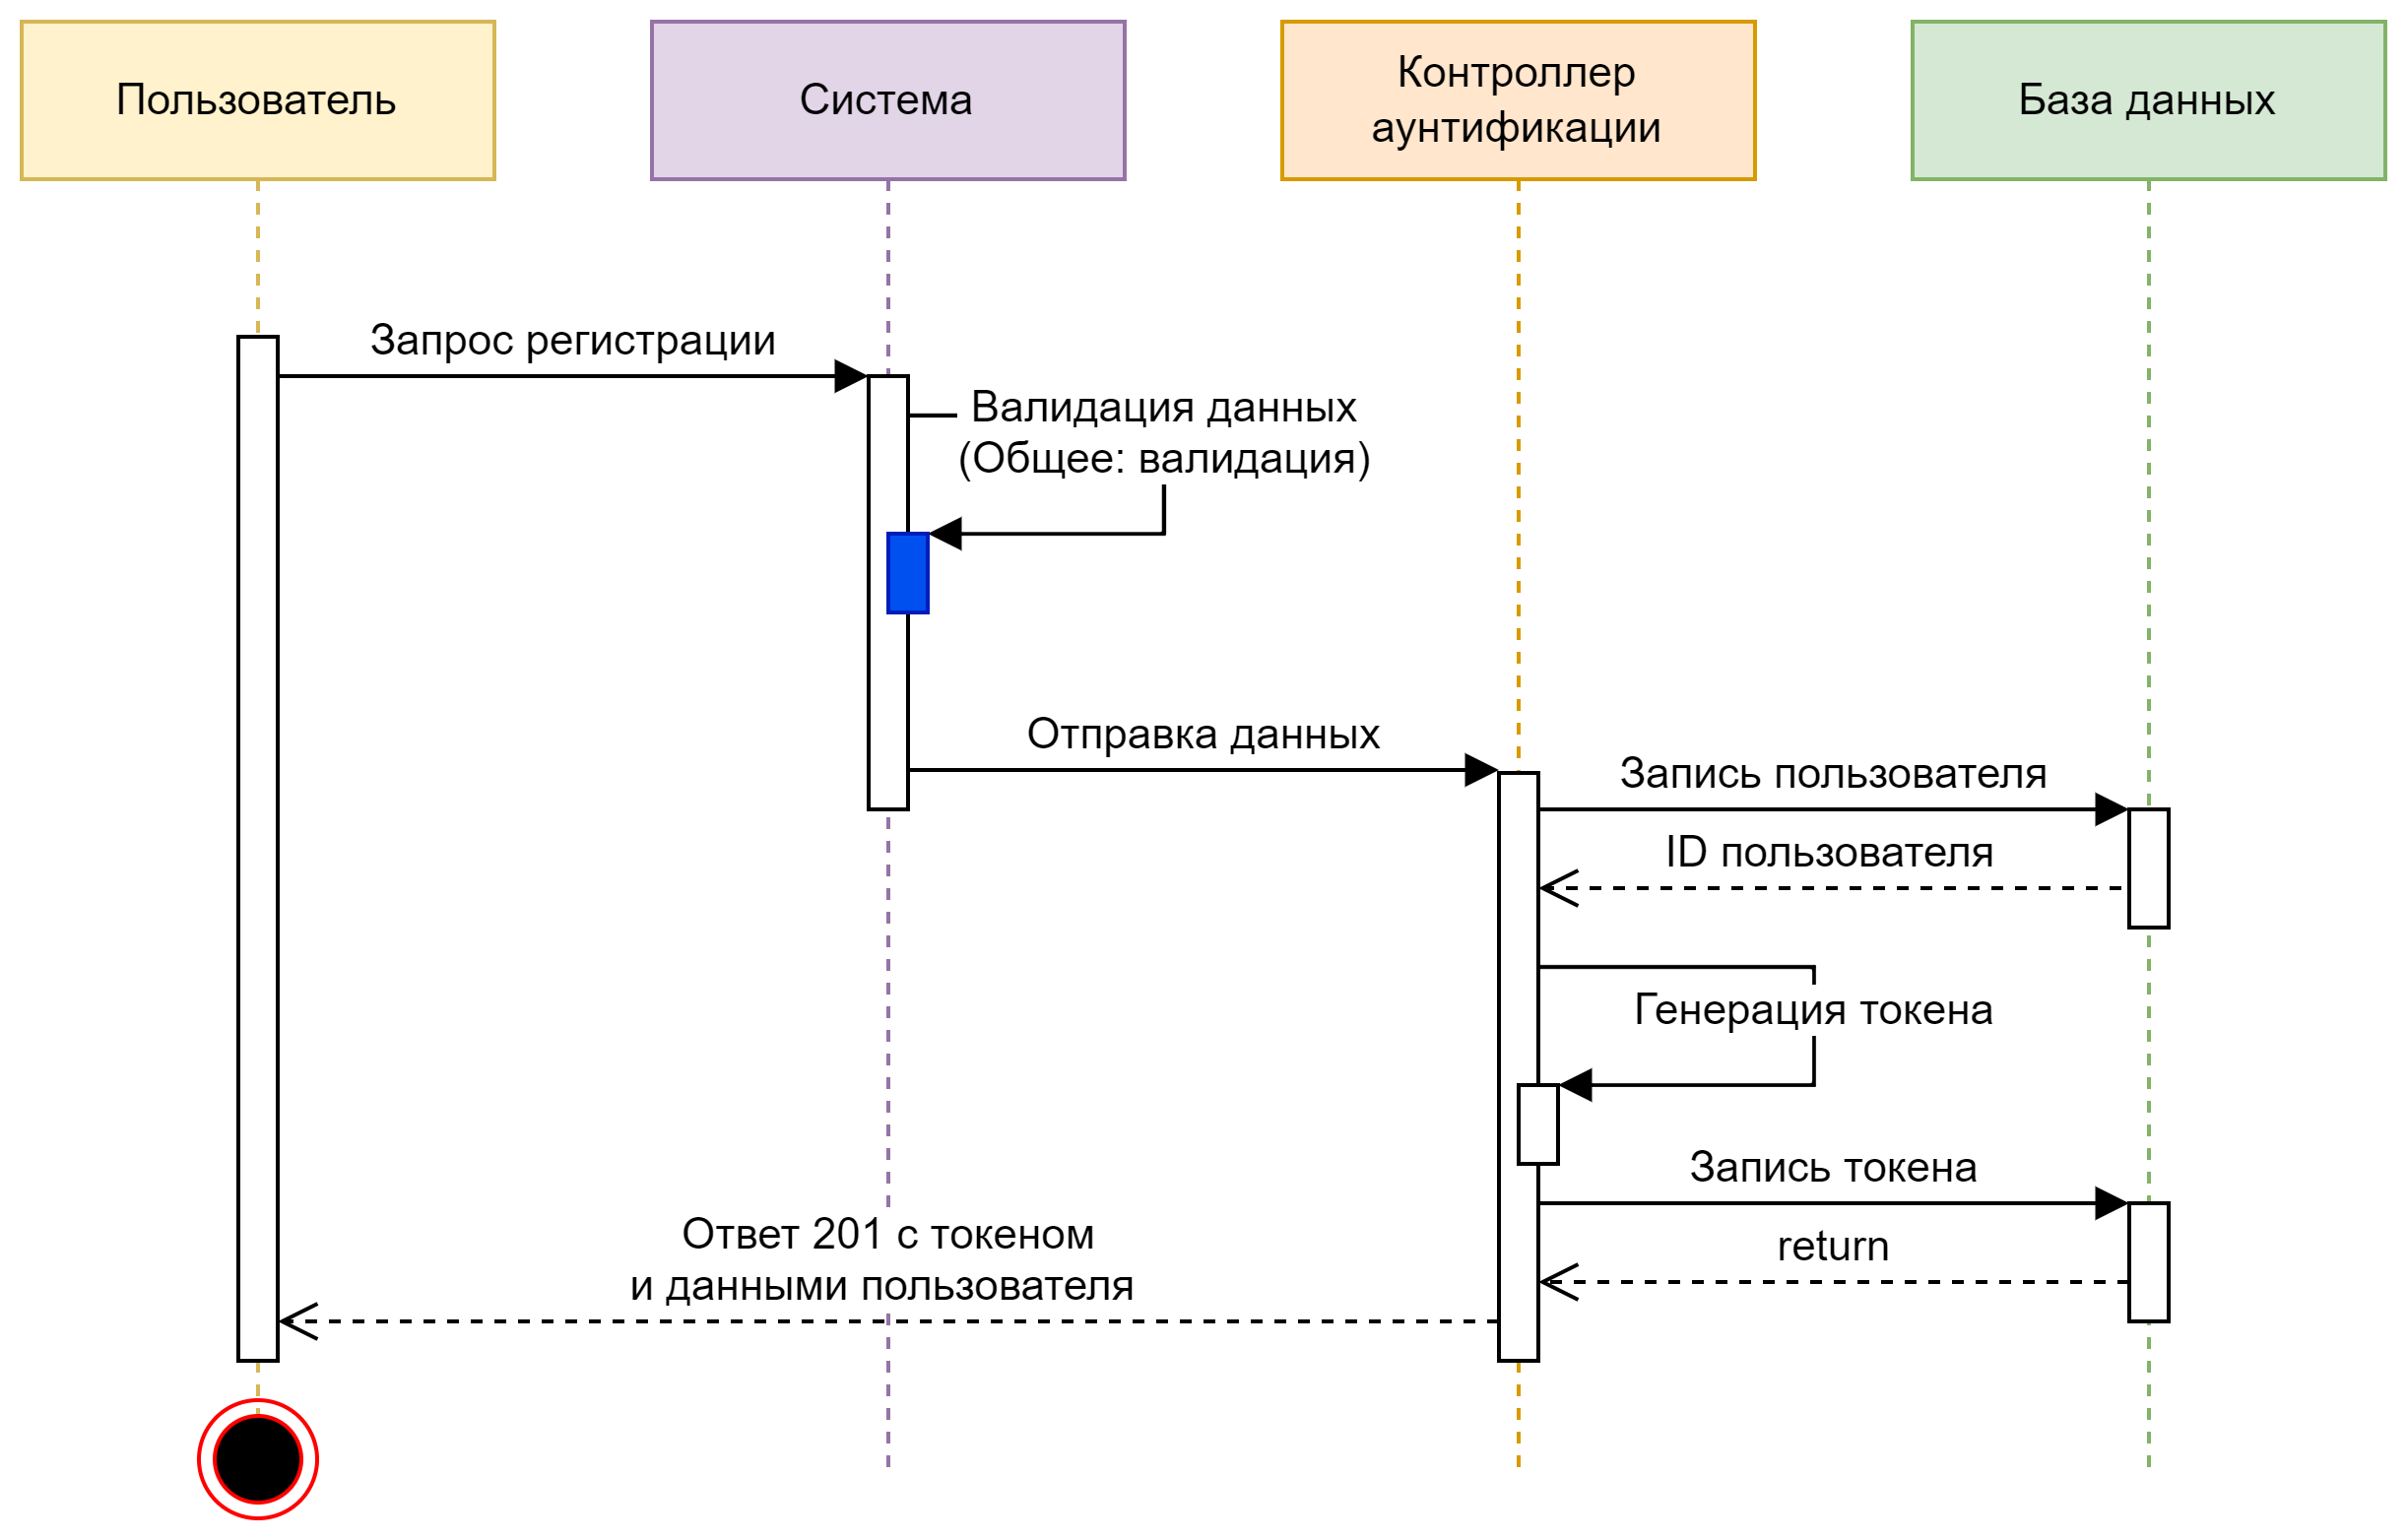 Пользователь
Система
Контроллер
аунтификации
База данных
Запрос регистрации
Валидация данных
(Общее: валидация)
Отправка данных
Запись пользователя
ID пользователя
Генерация токена
Запись токена
Ответ 201 с токеном
и данными пользователя
return